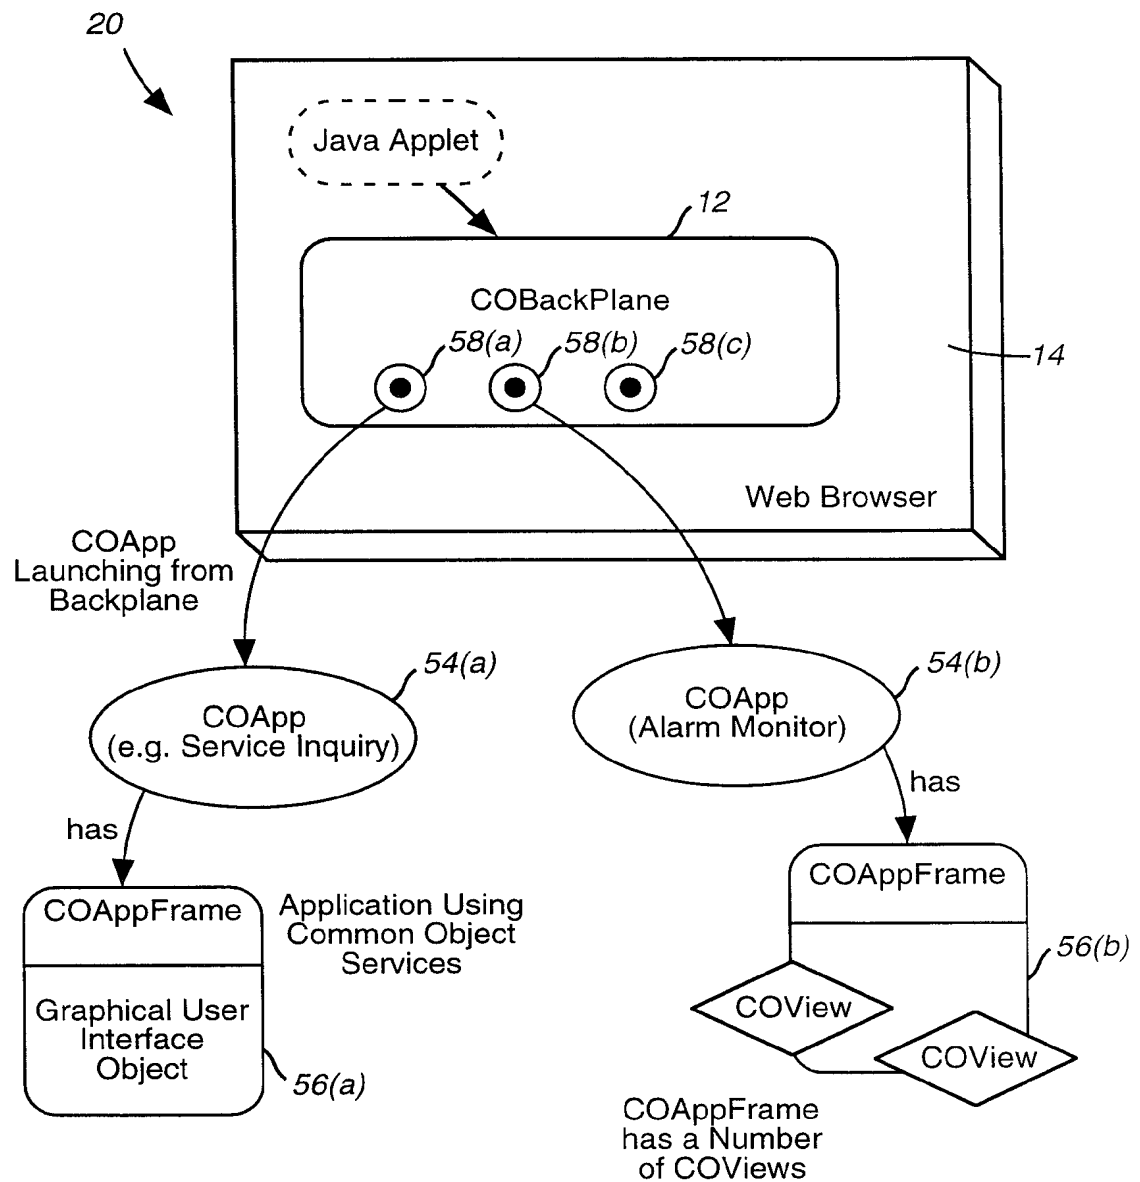 20
Java Applet
12
COBackPlane
58(a)
58(b)
58(c)
14
Web Browser
COApp
Launching from
Backplane
54(a)
COApp
(e.g. Service Inquiry)
54(b)
COApp
(Alarm Monitor)
has
has
COAppFrame
Graphical User
Interface
Object
56(a)
Application Using
Common Object
Services
COAppFrame
56(b)
COView
COView
COAppFrame
has a Number
of COViews